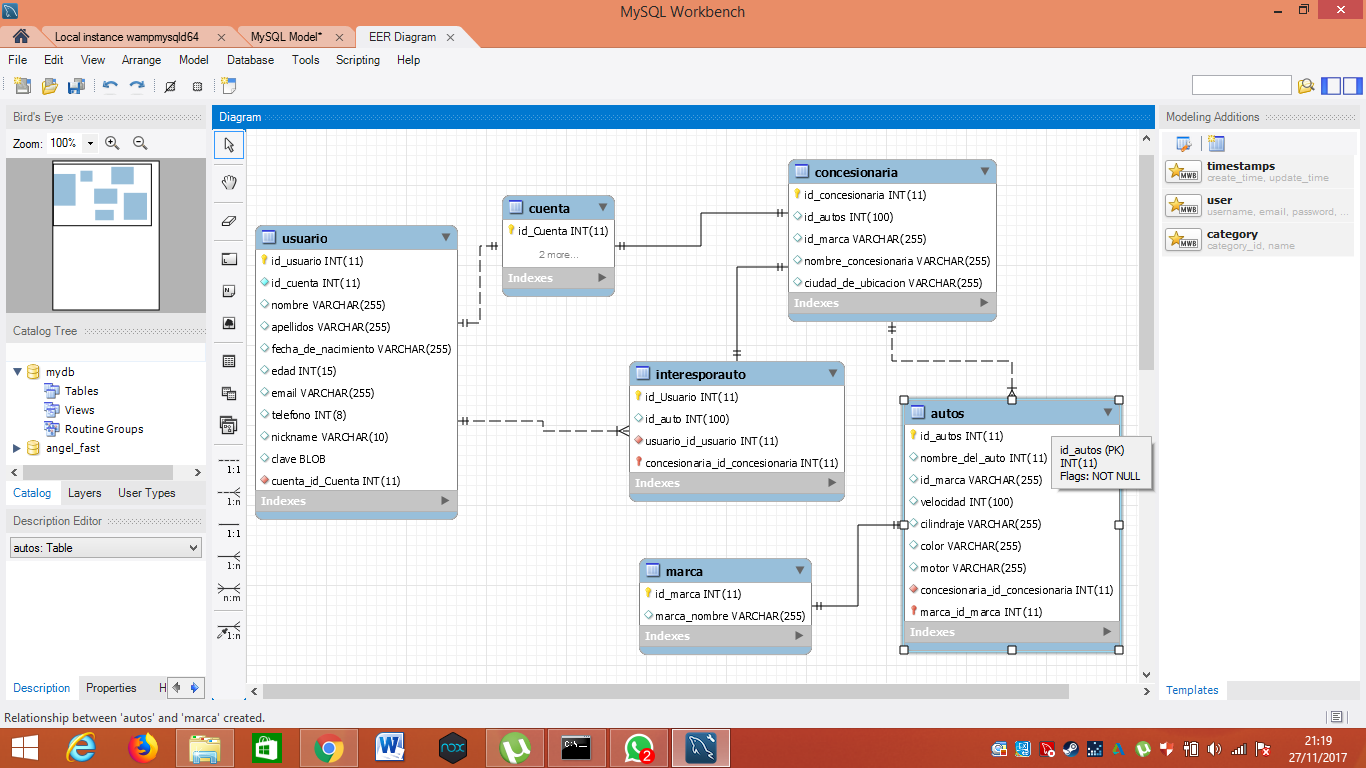 MySQL Workbench
Local instance wampmysqld64
MySQL Model*
EER Diagram
File Edit View Arrange Model Database Tools Scripting Help
Bird's Eye
Zoom: 100%
Catalog Tree
mydb
Tables
Views
Routine Groups
angel_fast
Catalog Layers User Types
Description Editor
autos: Table
Description Properties H
Diagram
1:1
1:n
1:1
1:n
n:m
1:n
usuario
id_usuario INT(11)
id_cuenta INT(11)
nombre VARCHAR(255)
apellidos VARCHAR(255)
fecha_de_nacimiento VARCHAR(255)
edad INT(15)
email VARCHAR(255)
telefono INT(8)
nickname VARCHAR(10)
clave BLOB
cuenta_id_Cuenta INT(11)
Indexes
cuenta
id_Cuenta INT(11)
2 more...
Indexes
concesionaria
id_concesionaria INT(11)
id_autos INT(100)
id_marca VARCHAR(255)
nombre_concesionaria VARCHAR(255)
ciudad_de_ubicacion VARCHAR(255)
Indexes
interesporauto
id_Usuario INT(11)
id_auto INT(100)
usuario_id_usuario INT(11)
concesionaria_id_concesionaria INT(11)
Indexes
marca
id_marca INT(11)
marca_nombre VARCHAR(255)
Indexes
autos
id_autos INT(11)
nombre_del_auto INT(11)
id_marca VARCHAR(255)
velocidad INT(100)
cilindraje VARCHAR(255)
color VARCHAR(255)
motor VARCHAR(255)
concesionaria_id_concesionaria INT(11)
marca_id_marca INT(11)
Indexes
id_autos (PK)
INT(11)
Flags: NOT NULL
Modeling Additions
MWB
timestamps
create_time, update_time
MWB
user
username, email, password, ...
MWB
category
category_id, name
Templates
Relationship between 'autos' and 'marca' created.
nox
C:\_
2
21:19
27/11/2017